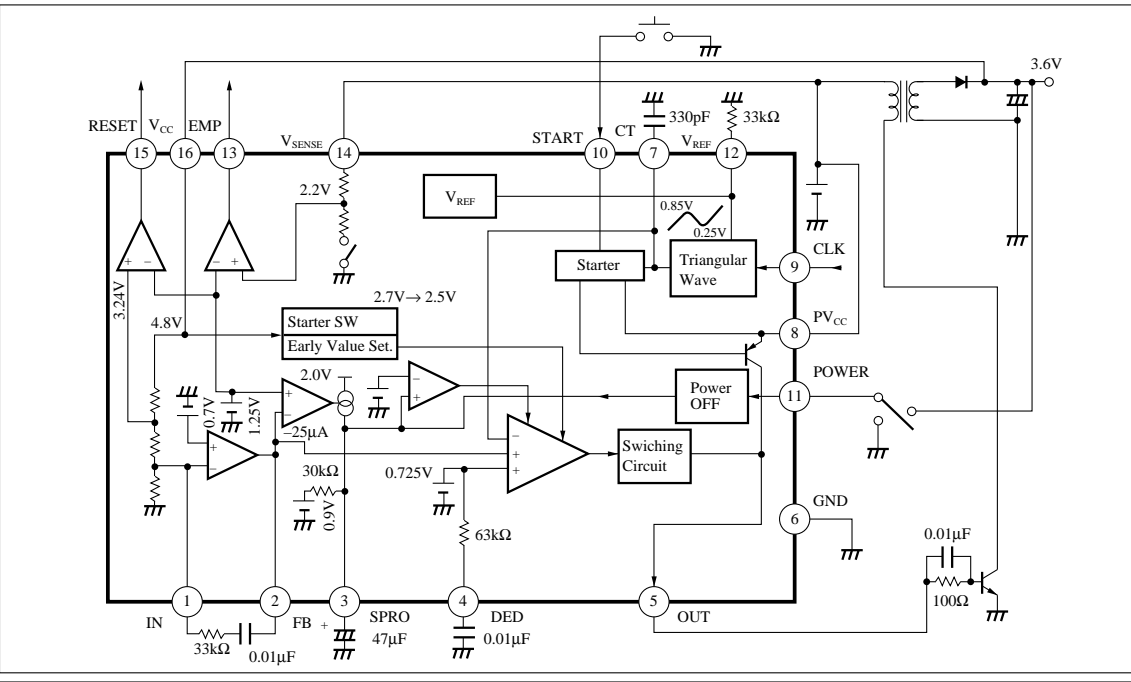 3.6V
RESET
VCC
EMP
VSENSE
START
CT
330pF
VREF
33kΩ
15
16
13
14
10
7
12
2.2V
VREF
0.85V
0.25V
+
−
−
+
Starter
Triangular
Wave
9
CLK
3.24V
4.8V
2.7V→2.5V
Starter SW
Early Value Set.
8
PVCC
2.0V
0.7V
1.25V
+
−
−25μA
−
+
Power
OFF
11
POWER
+
−
−
+
+
Swiching
Circuit
30kΩ
0.9V
0.725V
63kΩ
6
GND
0.01μF
100Ω
1
2
3
4
5
IN
FB
+
SPRO
DED
OUT
47μF
0.01μF
33kΩ
0.01μF